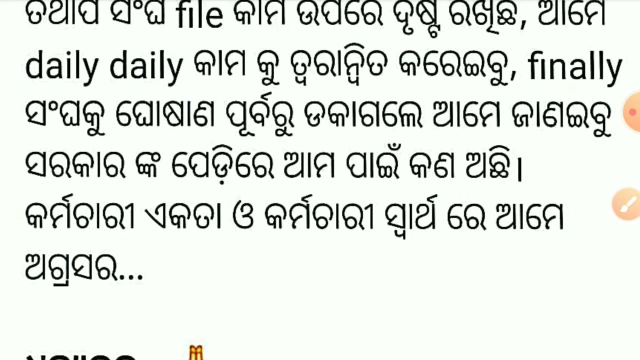 ତଥାପି ସଂଘ file କାମ ଉପରେ ଦୃଷ୍ଟି ରଖିଛି, ଆମେ
daily daily କାମ କୁ ତ୍ୱରାନ୍ୱିତ କରେଇବୁ, finally
ସଂଘକୁ ଘୋଷାଣ ପୂର୍ବରୁ ଡକାଗଲେ ଆମେ ଜାଣଇବୁ
ସରକାର ଙ୍କ ପେଡ଼ିରେ ଆମ ପାଇଁ କଣ ଅଛି।
କର୍ମଚାରୀ ଏକତା ଓ କର୍ମଚାରୀ ସ୍ୱାର୍ଥ ରେ ଆମେ
ଅଗ୍ରସର...